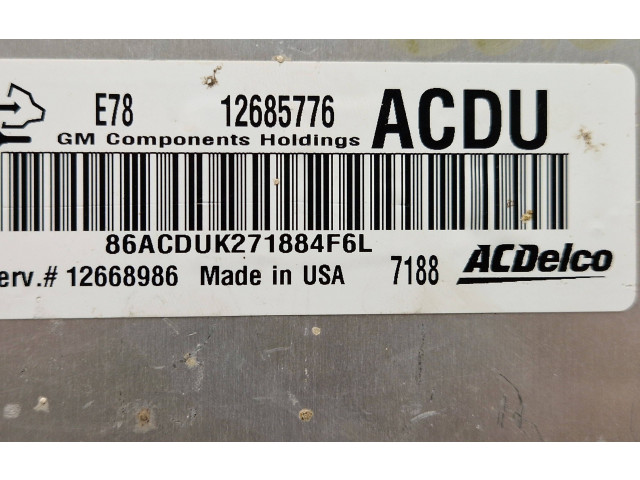 E78 12685776 ACDU
GM Components Holdings
86ACDUK271884F6L
erv.# 12668986 Made in USA 7188 ACDelco